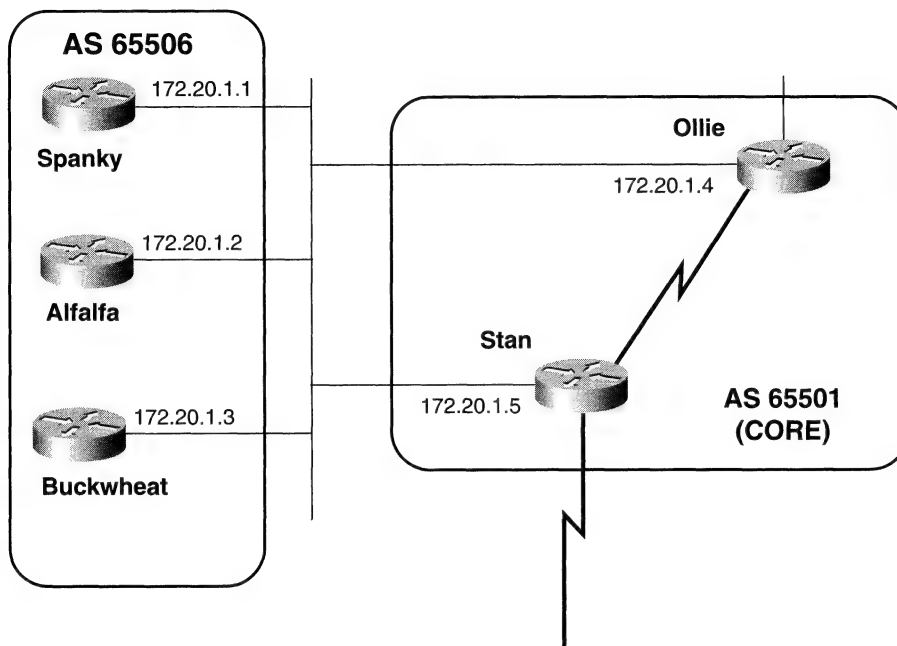 AS 65506
172.20.1.1
Spanky
172.20.1.2
Alfalfa
172.20.1.3
Buckwheat
Ollie
172.20.1.4
Stan
172.20.1.5
AS 65501
(CORE)